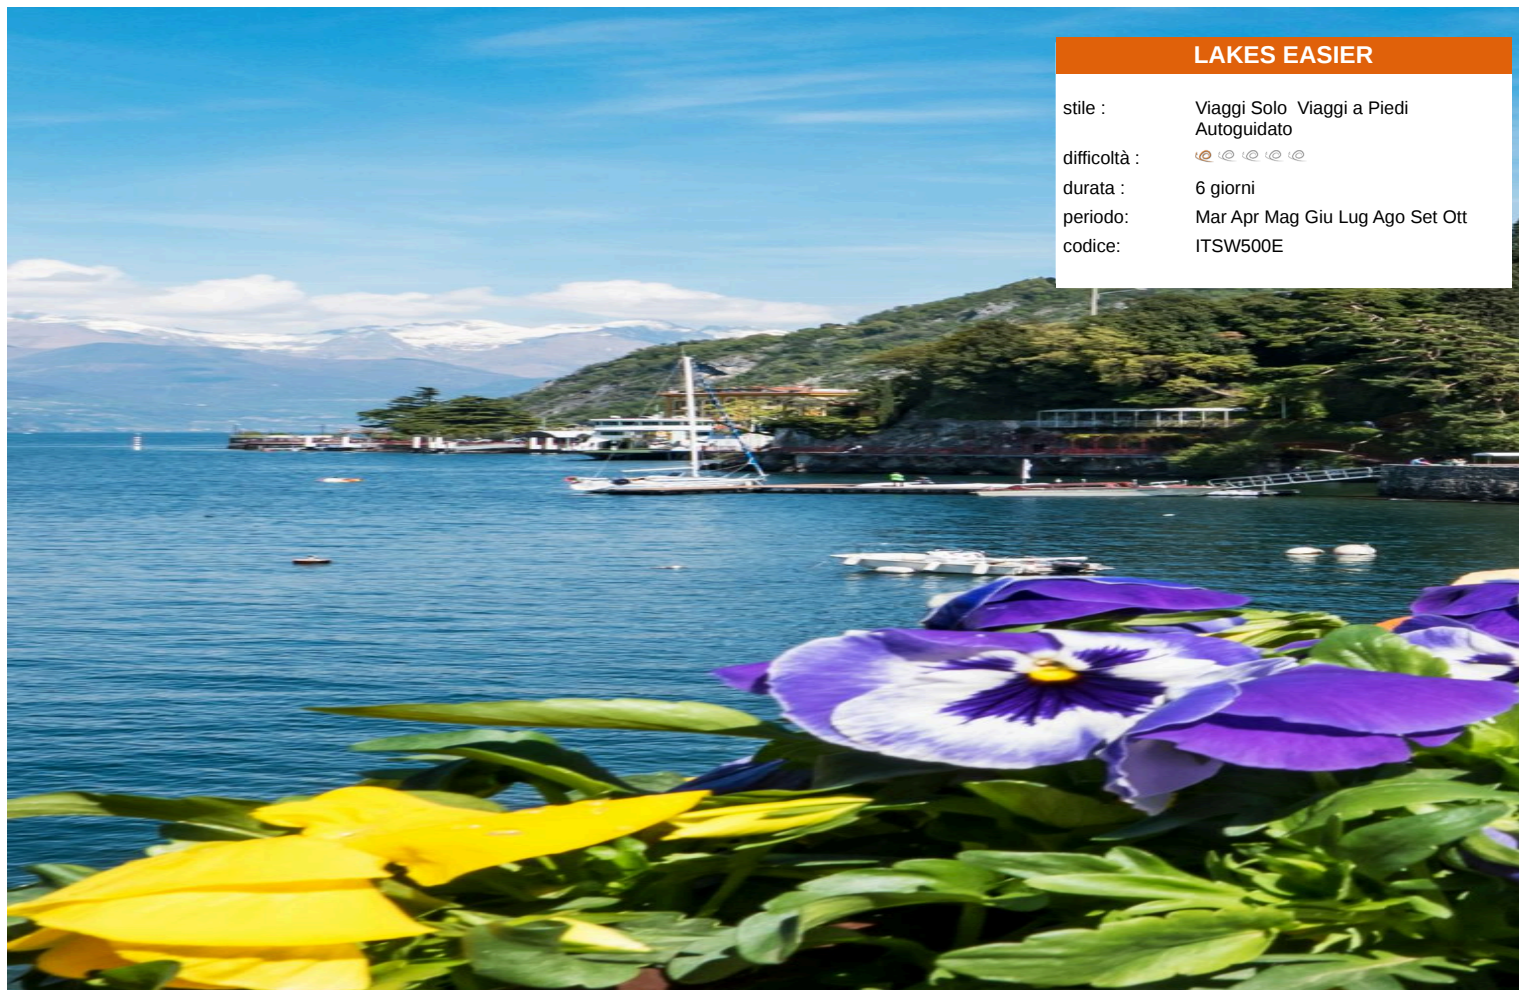 LAKES EASIER
stile : Viaggi Solo  Viaggi a Piedi
Autoguidato
difficoltà :
durata : 6 giorni
periodo: Mar Apr Mag Giu Lug Ago Set Ott
codice: ITSW500E